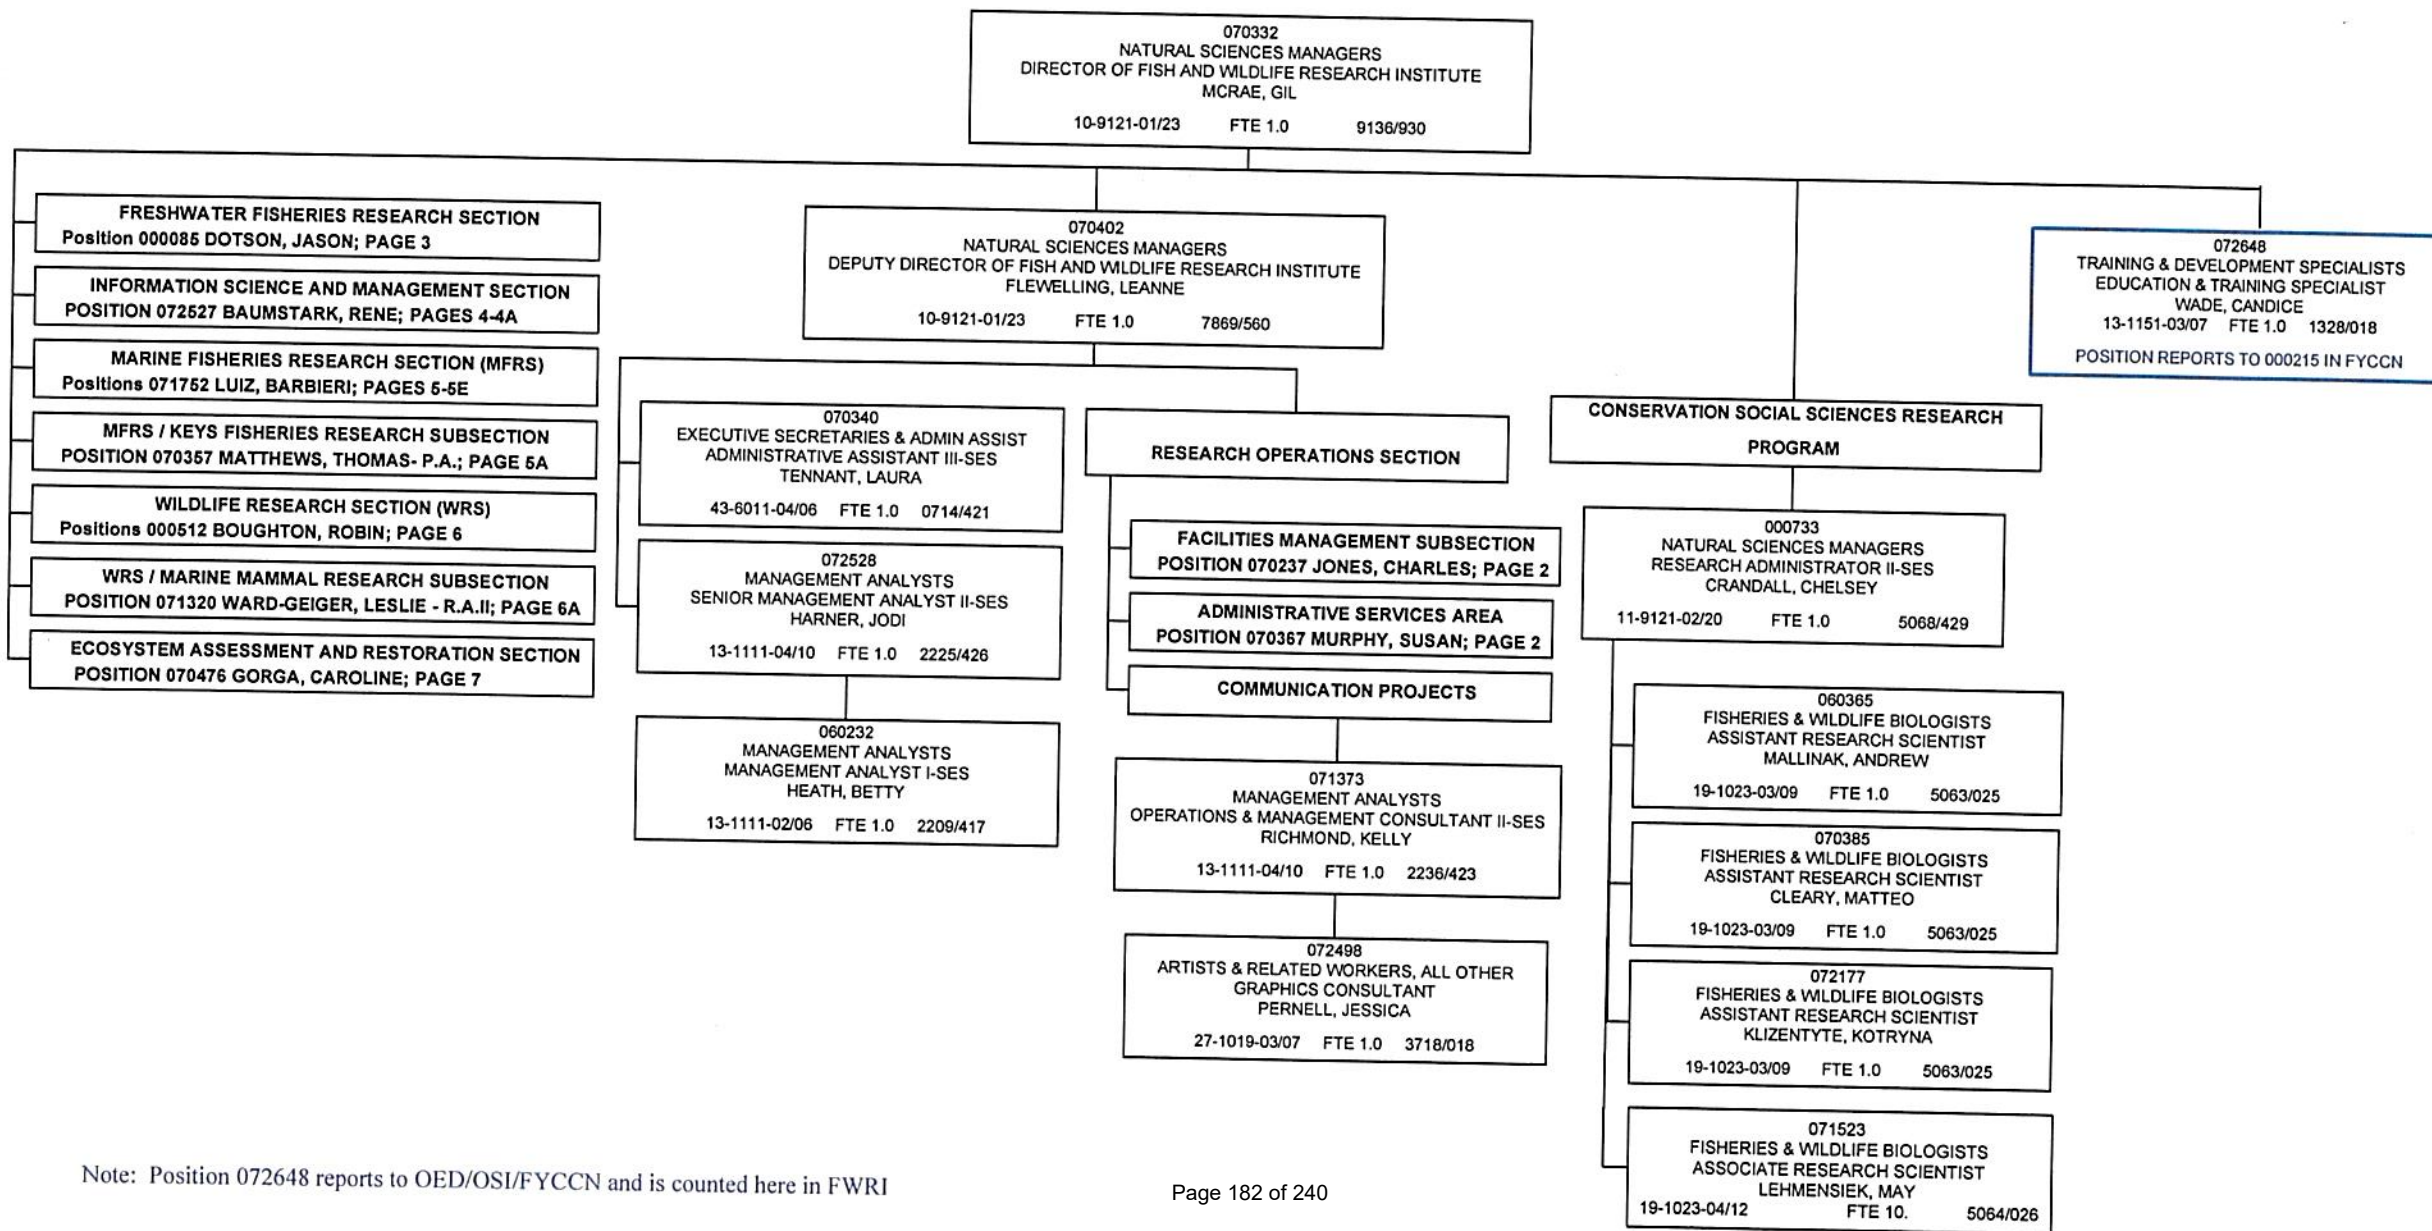 070332
NATURAL SCIENCES MANAGERS
DIRECTOR OF FISH AND WILDLIFE RESEARCH INSTITUTE
MCRAE, GIL
10-9121-01/23 FTE 1.0 9136/930
FRESHWATER FISHERIES RESEARCH SECTION
Position 000085 DOTSON, JASON; PAGE 3
INFORMATION SCIENCE AND MANAGEMENT SECTION
POSITION 072527 BAUMSTARK, RENE; PAGES 4-4A
MARINE FISHERIES RESEARCH SECTION (MFRS)
Positions 071752 LUIZ, BARBIERI; PAGES 5-5E
MFRS / KEYS FISHERIES RESEARCH SUBSECTION
POSITION 070357 MATTHEWS, THOMAS- P.A.; PAGE 5A
WILDLIFE RESEARCH SECTION (WRS)
Positions 000512 BOUGHTON, ROBIN; PAGE 6
WRS / MARINE MAMMAL RESEARCH SUBSECTION
POSITION 071320 WARD-GEIGER, LESLIE - R.A.II; PAGE 6A
ECOSYSTEM ASSESSMENT AND RESTORATION SECTION
POSITION 070476 GORGA, CAROLINE; PAGE 7
070402
NATURAL SCIENCES MANAGERS
DEPUTY DIRECTOR OF FISH AND WILDLIFE RESEARCH INSTITUTE
FLEWELLING, LEANNE
10-9121-01/23 FTE 1.0 7869/560
070340
EXECUTIVE SECRETARIES & ADMIN ASSIST
ADMINISTRATIVE ASSISTANT III-SES
TENNANT, LAURA
43-6011-04/06 FTE 1.0 0714/421
072528
MANAGEMENT ANALYSTS
SENIOR MANAGEMENT ANALYST II-SES
HARNER, JODI
13-1111-04/10 FTE 1.0 2225/426
060232
MANAGEMENT ANALYSTS
MANAGEMENT ANALYST I-SES
HEATH, BETTY
13-1111-02/06 FTE 1.0 2209/417
RESEARCH OPERATIONS SECTION
FACILITIES MANAGEMENT SUBSECTION
POSITION 070237 JONES, CHARLES; PAGE 2
ADMINISTRATIVE SERVICES AREA
POSITION 070367 MURPHY, SUSAN; PAGE 2
COMMUNICATION PROJECTS
071373
MANAGEMENT ANALYSTS
OPERATIONS & MANAGEMENT CONSULTANT II-SES
RICHMOND, KELLY
13-1111-04/10 FTE 1.0 2236/423
072498
ARTISTS & RELATED WORKERS, ALL OTHER
GRAPHICS CONSULTANT
PERNELL, JESSICA
27-1019-03/07 FTE 1.0 3718/018
CONSERVATION SOCIAL SCIENCES RESEARCH
PROGRAM
000733
NATURAL SCIENCES MANAGERS
RESEARCH ADMINISTRATOR II-SES
CRANDALL, CHELSEY
11-9121-02/20 FTE 1.0 5068/429
060365
FISHERIES & WILDLIFE BIOLOGISTS
ASSISTANT RESEARCH SCIENTIST
MALLINAK, ANDREW
19-1023-03/09 FTE 1.0 5063/025
070385
FISHERIES & WILDLIFE BIOLOGISTS
ASSISTANT RESEARCH SCIENTIST
CLEARY, MATTEO
19-1023-03/09 FTE 1.0 5063/025
072177
FISHERIES & WILDLIFE BIOLOGISTS
ASSISTANT RESEARCH SCIENTIST
KLIZENTYTE, KOTRYNA
19-1023-03/09 FTE 1.0 5063/025
071523
FISHERIES & WILDLIFE BIOLOGISTS
ASSOCIATE RESEARCH SCIENTIST
LEHMENSIEK, MAY
19-1023-04/12 FTE 10. 5064/026
072648
TRAINING & DEVELOPMENT SPECIALISTS
EDUCATION & TRAINING SPECIALIST
WADE, CANDICE
13-1151-03/07 FTE 1.0 1328/018
POSITION REPORTS TO 000215 IN FYCCN
Note: Position 072648 reports to OED/OSI/FYCCN and is counted here in FWRI
Page 182 of 240